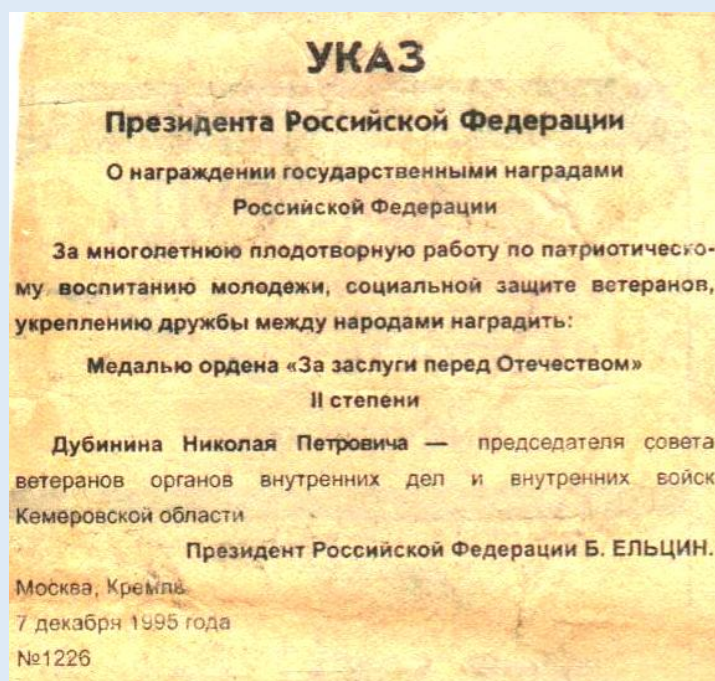 УКАЗ
Президента Российской Федерации
О награждении государственными наградами
Российской Федерации
За многолетнюю плодотворную работу по патриотическо-
му воспитанию молодежи, социальной защите ветеранов,
укреплению дружбы между народами наградить:
Медалью ордена «За заслуги перед Отечеством»
II степени
Дубинина Николая Петровича — председателя совета
ветеранов органов внутренних дел и внутренних войск
Кемеровской области
Президент Российской Федерации Б. ЕЛЬЦИН.
Москва, Кремль
7 декабря 1995 года
№1226